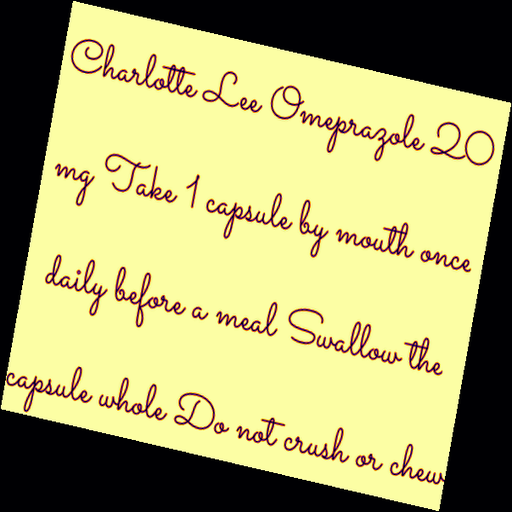 Charlotte Lee Omeprazole 20
mg Take 1 capsule by mouth once
daily before a meal Swallow the
capsule whole Do not crush or chew